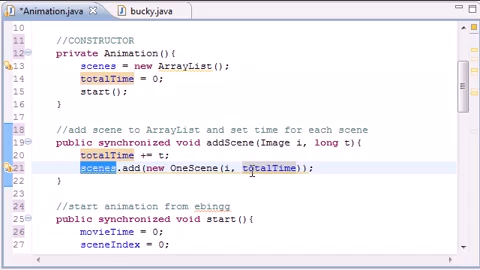 *Animation.java bucky.java
10
11 //CONSTRUCTOR
12 private Animation(){
13 scenes = new ArrayList();
14 totalTime = 0;
15 start();
16 }
17
18 //add scene to ArrayList and set time for each scene
19 public synchronized void addScene(Image i, long t){
20 totalTime += t;
21 scenes.add(new OneScene(i, totalTime));
22 }
23
24 //start animation from ebingg
25 public synchronized void start(){
26 movieTime = 0;
27 sceneIndex = 0;